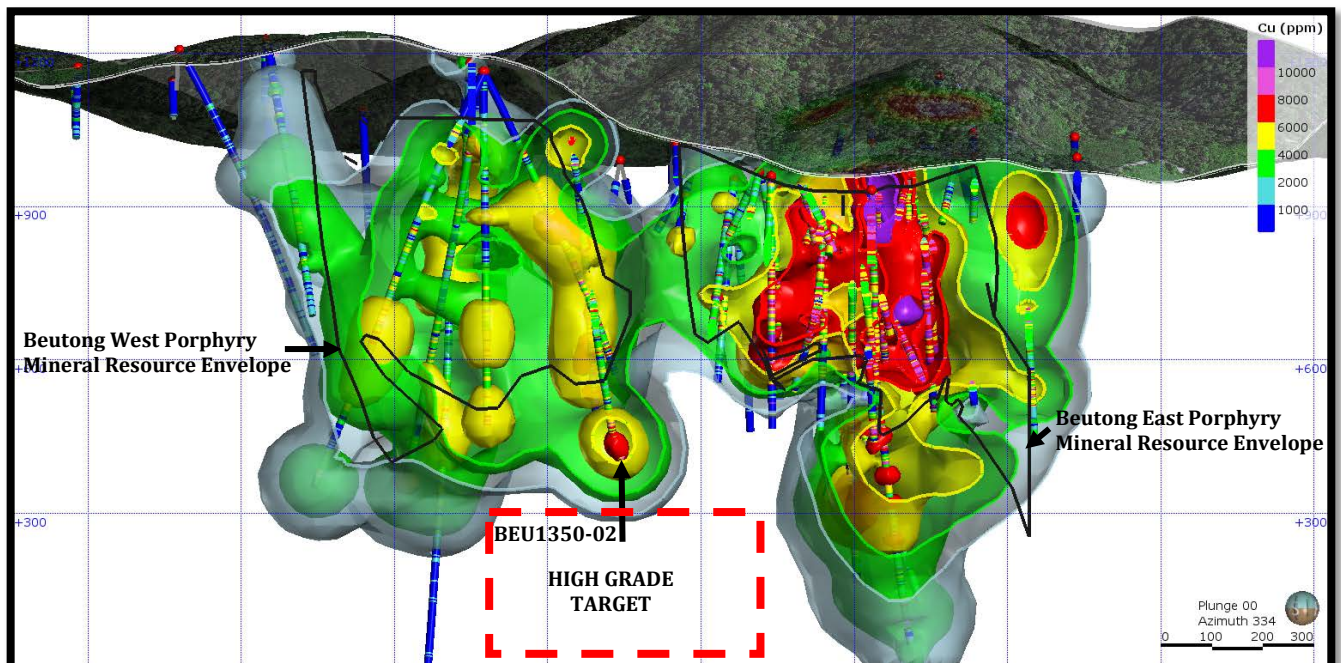 Cu (ppm)
10000
8000
6000
4000
2000
1000
+900
+900
Beutong West Porphyry
Mineral Resource Envelope
+600
Beutong East Porphyry
Mineral Resource Envelope
+300
+300
BEU1350-02
HIGH GRADE
TARGET
Plunge 00
Azimuth 334
0 100 200 300